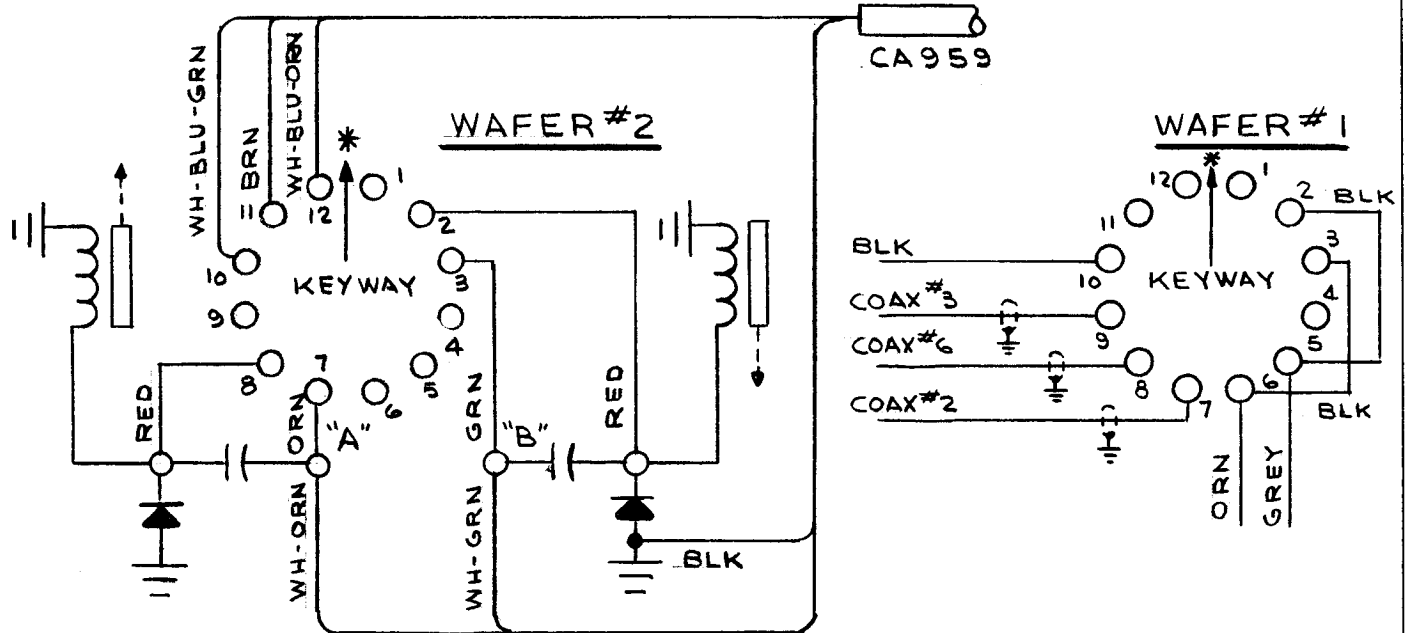 CA959
WH-BLU-GRN
BRN
WH-BLU-ORN
*
WAFER #2
12
1
11
2
10
KEYWAY
3
9
4
8
7
6
5
RED
ORN
"A"
GRN
"B"
RED
WH-ORN
WH-GRN
BLK
WAFER #1
*
12
1
2
BLK
11
3
BLK
10
KEYWAY
4
COAX #3
9
5
COAX #6
8
6
COAX #2
7
BLK
ORN
GREY